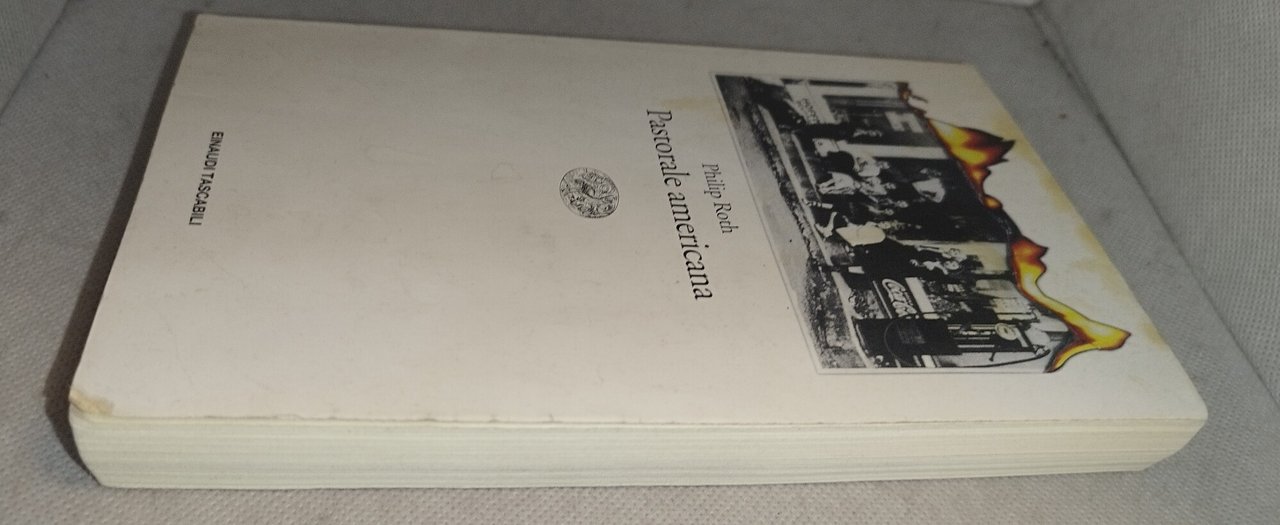 Philip Roth
Pastorale americana
EINAUDI TASCABILI